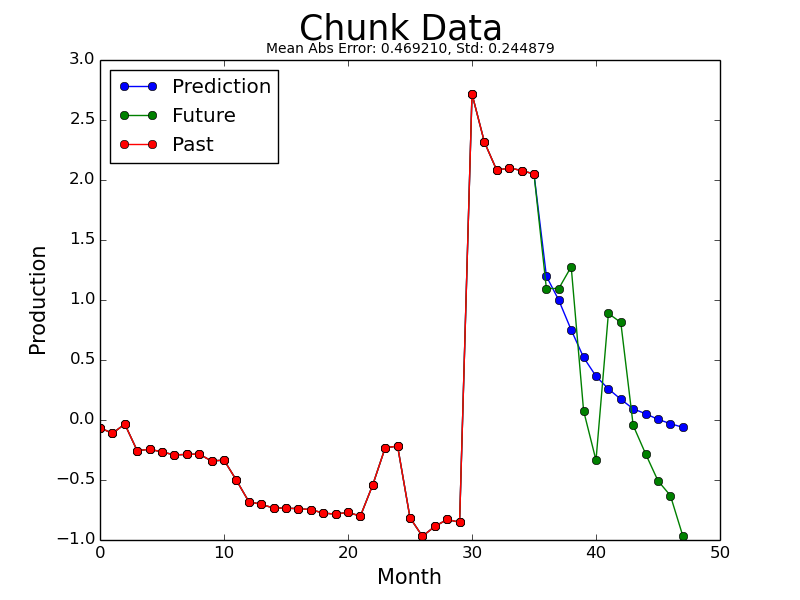 Chunk Data
Mean Abs Error: 0.469210, Std: 0.244879
3.0
2.5
2.0
1.5
1.0
0.5
0.0
−0.5
−1.0
Production
Prediction
Future
Past
0
10
20
30
40
50
Month